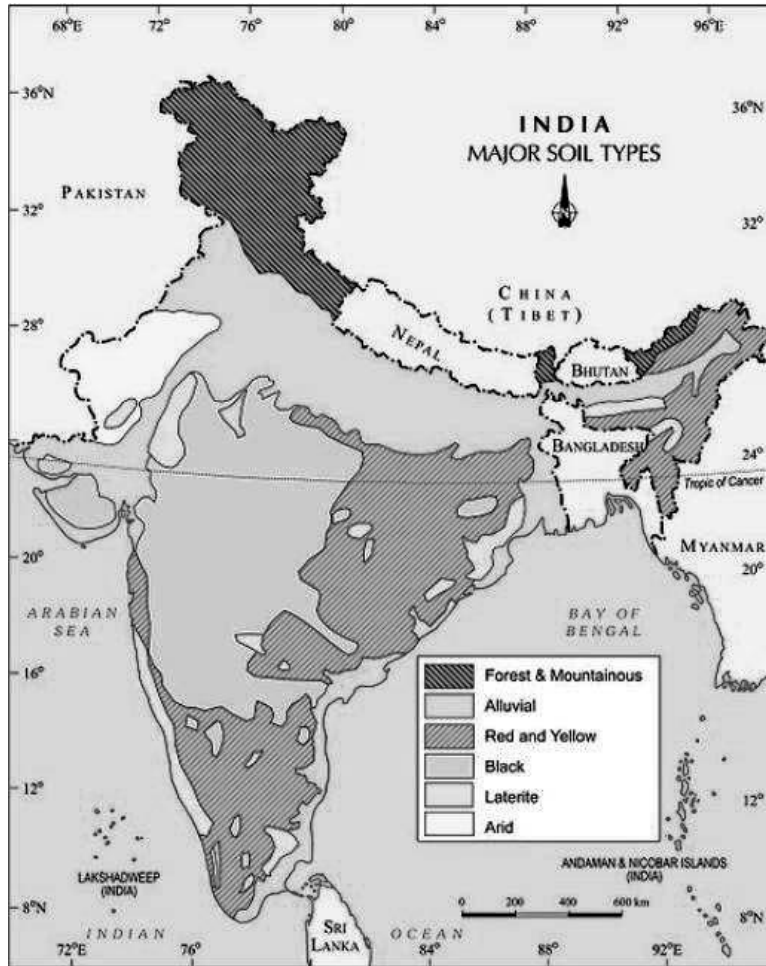 68°E 72° 76° 80° 84° 88° 92° 96°E
36°N
36°N
INDIA
MAJOR SOIL TYPES
PAKISTAN
32°
32°
CHINA
(TIBET)
28°
NEPAL
28°
BHUTAN
24°
BANGLADESH
24°
Tropic of Cancer
MYANMAR
20°
20°
ARABIAN
SEA
BAY OF
BENGAL
16°
16°
Forest & Mountainous
Alluvial
Red and Yellow
Black
Laterite
Arid
12°
12°
LAKSHADWEEP
(INDIA)
ANDAMAN & NICOBAR ISLANDS
(INDIA)
0 200 400 600 km
8°N
8°N
INDIAN OCEAN
SRI
LANKA
72°E 76° 84° 88° 92°E